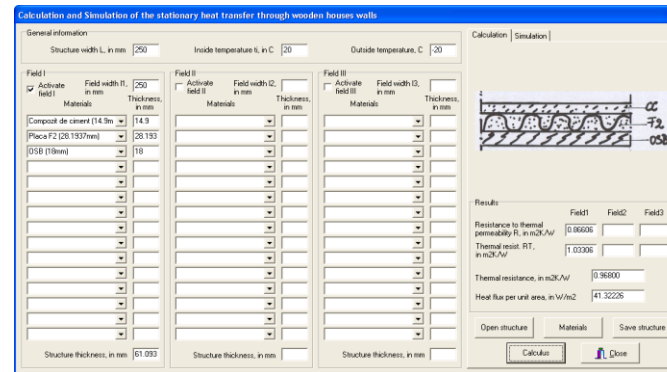 Calculation and Simulation of the stationary heat transfer through wooden houses walls
General information
Structure width L, in mm 250 Inside temperature ti, in C 20 Outside temperature, C -20
Field I
Activate field I
Field width l1, in mm 250
Materials Thickness, in mm
Compozit de ciment (14.9m 14.9
Placa F2 (28.1937mm) 28.193
OSB (18mm) 18
Structure thickness, in mm 61.093
Field II
Activate field II
Field width l2, in mm
Materials Thickness, in mm
Structure thickness, in mm
Field III
Activate field III
Field width l3, in mm
Materials Thickness, in mm
Structure thickness, in mm
Calculation Simulation
CC
F2
OSB
Results
Field1 Field2 Field3
Resistance to thermal
permeability R, in m2K/W 0.86606
Thermal resist. RT,
in m2K/W 1.03306
Thermal resistance, in m2K/W 0.96800
Heat flux per unit area, in W/m2 41.32226
Open structure Materials Save structure
Calculus Close